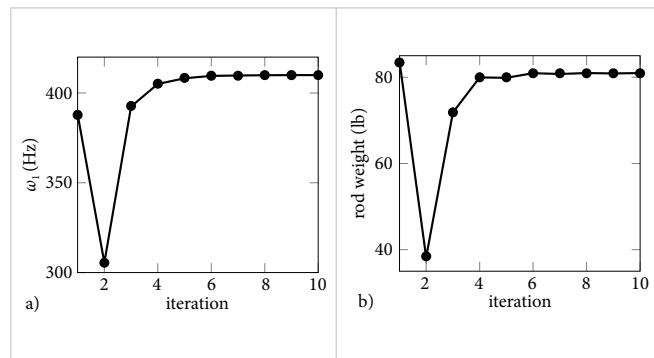 400
350
300
ω₁ (Hz)
2 4 6 8 10
iteration
a)
80
60
40
rod weight (lb)
2 4 6 8 10
iteration
b)